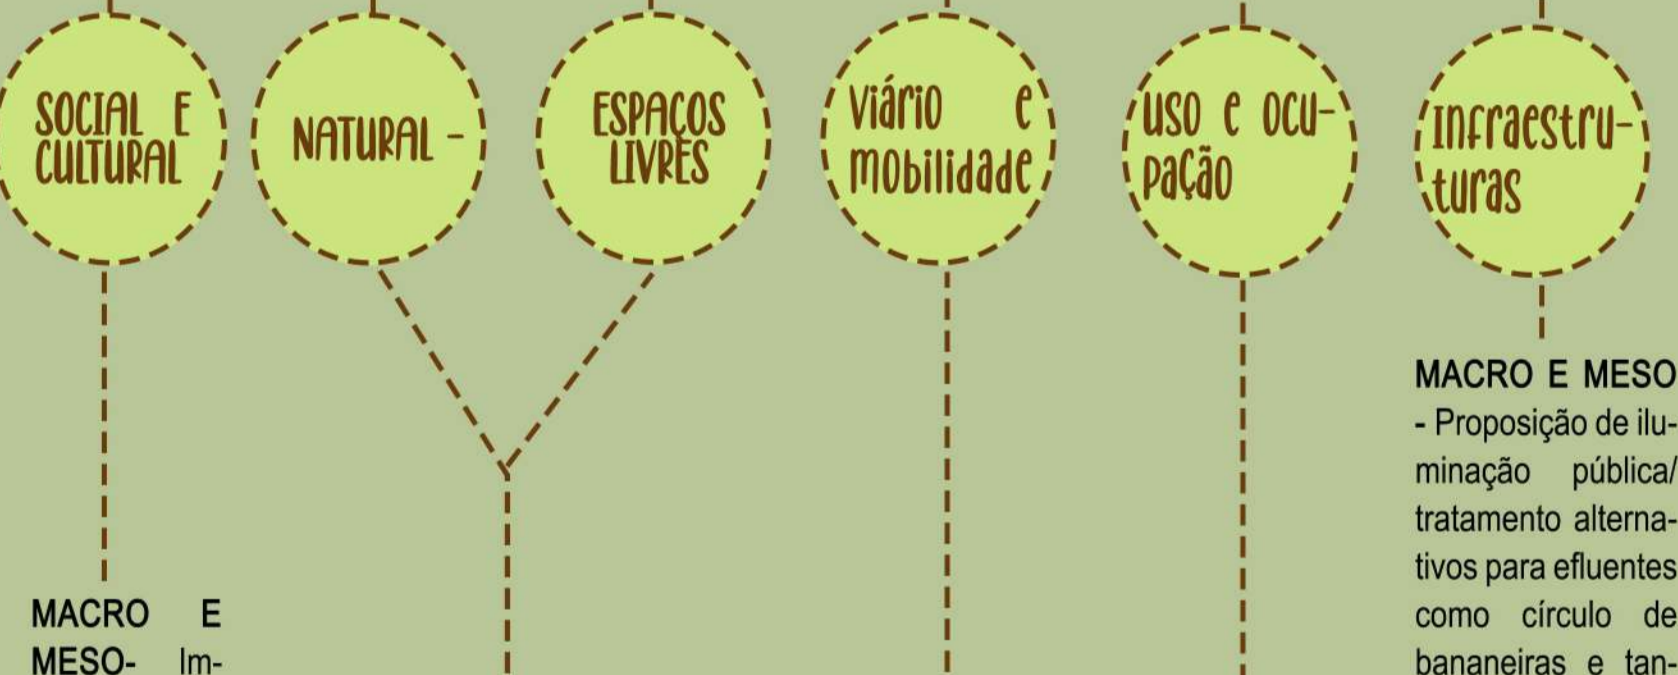 SOCIAL E
CULTURAL
NATURAL -
ESPAÇOS
LIVRES
Viário e
mobilidade
uso e ocu-
pação
Infraestru-
turas
MACRO E
MESO- Im-
MACRO E MESO
- Proposição de ilu-
minação pública/
tratamento alterna-
tivos para efluentes
como círculo de
bananeiras e tan-